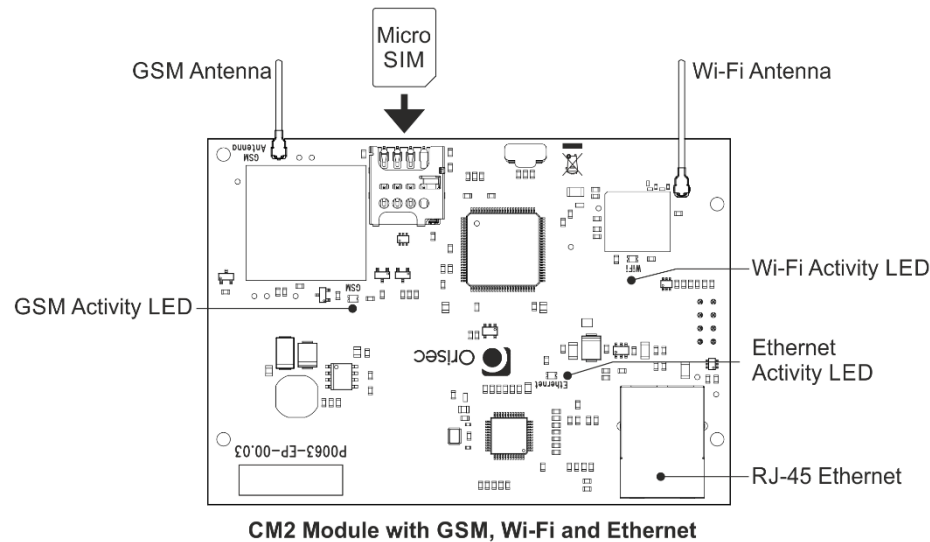 Micro
SIM
GSM Antenna
Wi-Fi Antenna
GSM
Antenna
WiFi
Wi-Fi Activity LED
GSM
GSM Activity LED
Orisec
Ethernet
Ethernet
Activity LED
P0063-EP-00.03
RJ-45 Ethernet
CM2 Module with GSM, Wi-Fi and Ethernet